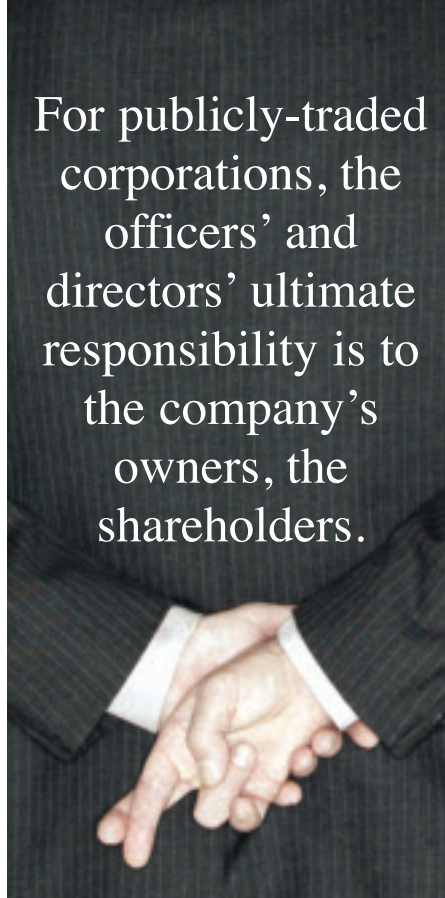 For publicly-traded
corporations, the
officers’ and
directors’ ultimate
responsibility is to
the company’s
owners, the
shareholders.